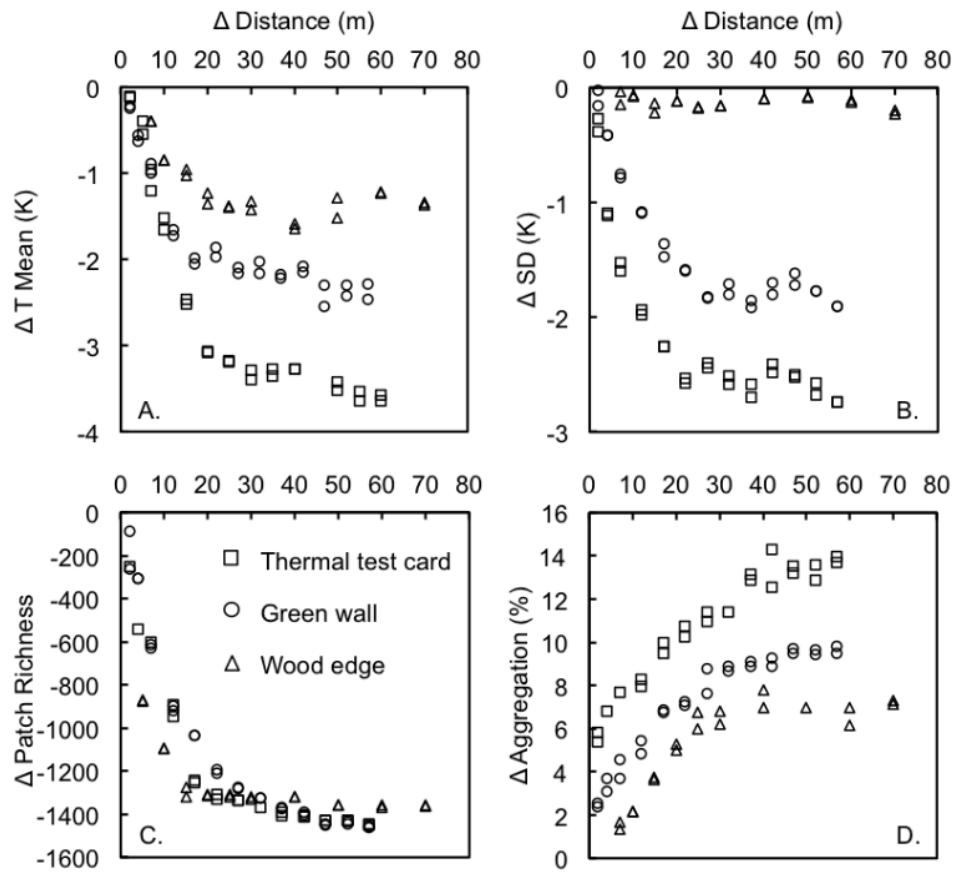 Δ Distance (m)
0 10 20 30 40 50 60 70 80
0
-1
-2
-3
-4
Δ T Mean (K)
A.
Δ Distance (m)
0 10 20 30 40 50 60 70 80
0
-1
-2
-3
Δ SD (K)
B.
0 10 20 30 40 50 60 70 80
0
-200
-400
-600
-800
-1000
-1200
-1400
-1600
Δ Patch Richness
Thermal test card
Green wall
Wood edge
C.
0 10 20 30 40 50 60 70 80
16
14
12
10
8
6
4
2
0
Δ Aggregation (%)
D.